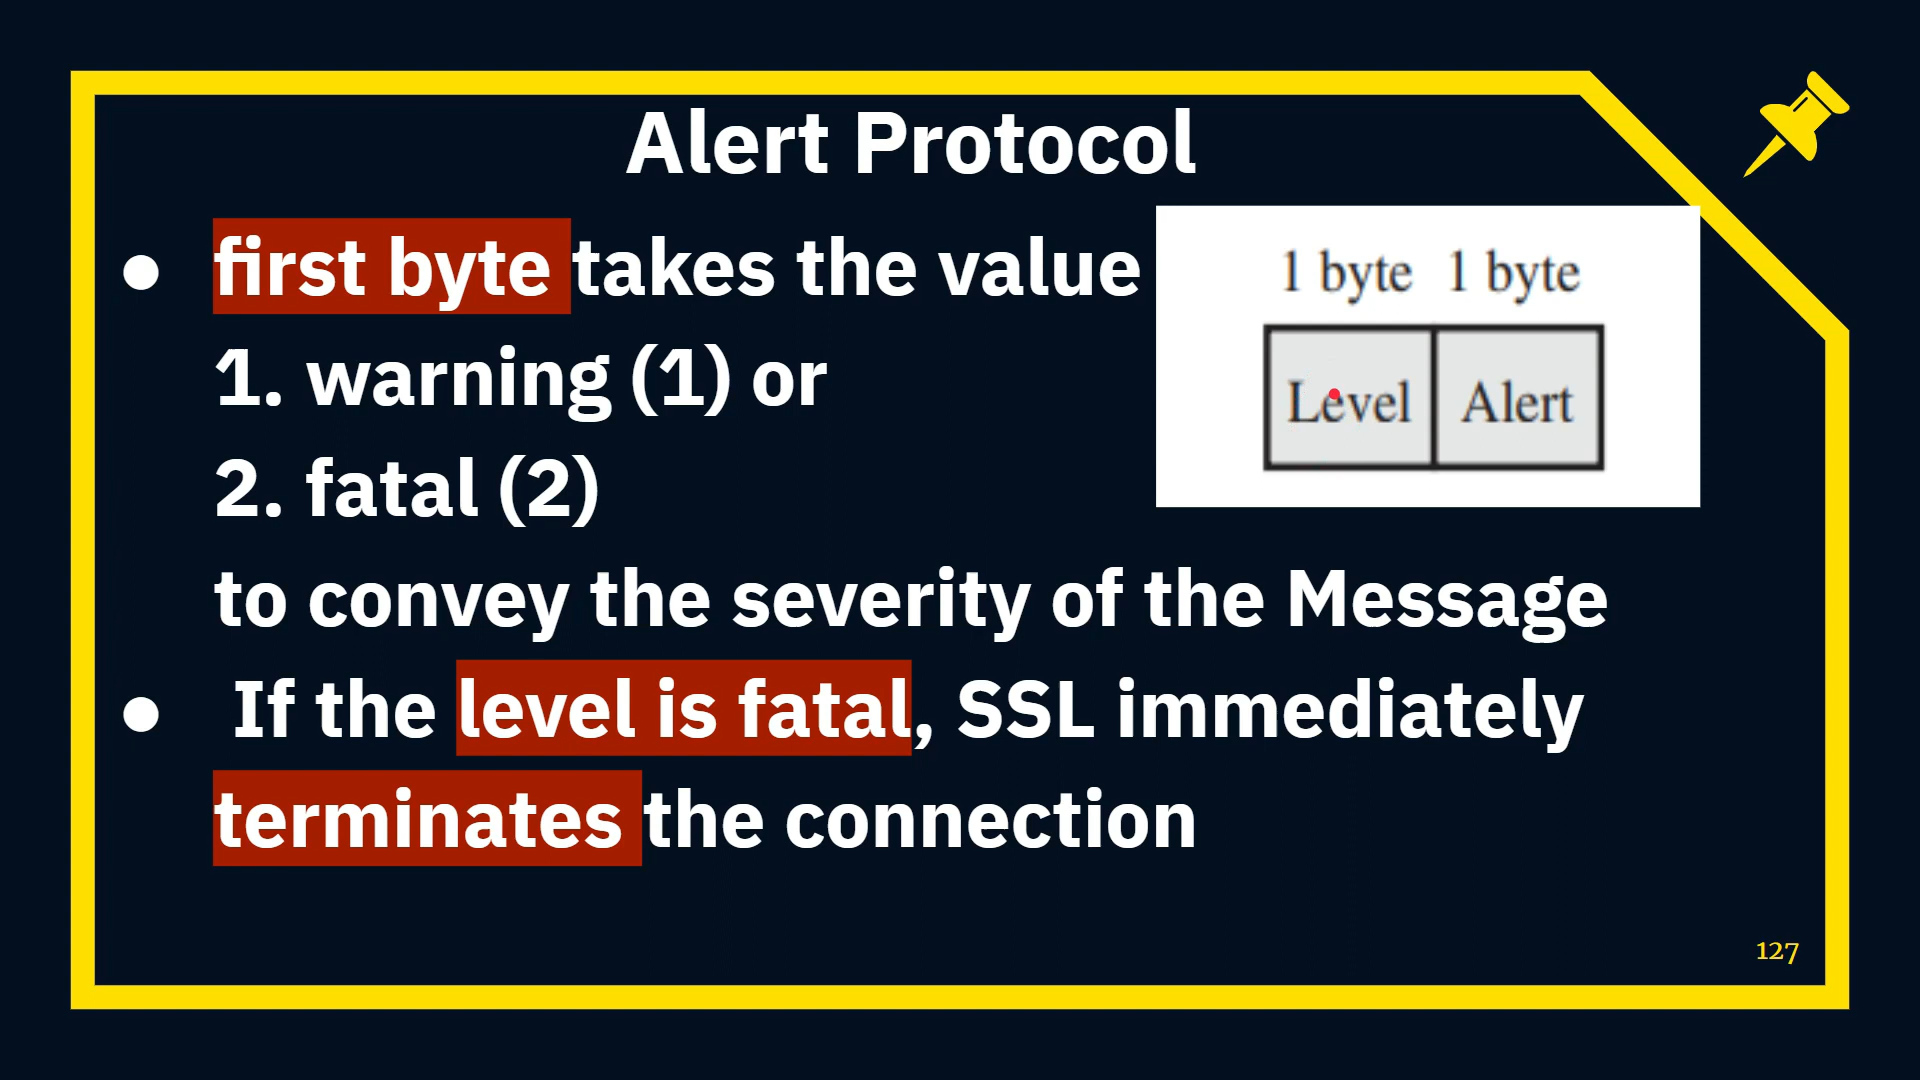 Alert Protocol
● first byte takes the value
1. warning (1) or
2. fatal (2)
to convey the severity of the Message
● If the level is fatal, SSL immediately
terminates the connection
1 byte 1 byte
Level Alert
127